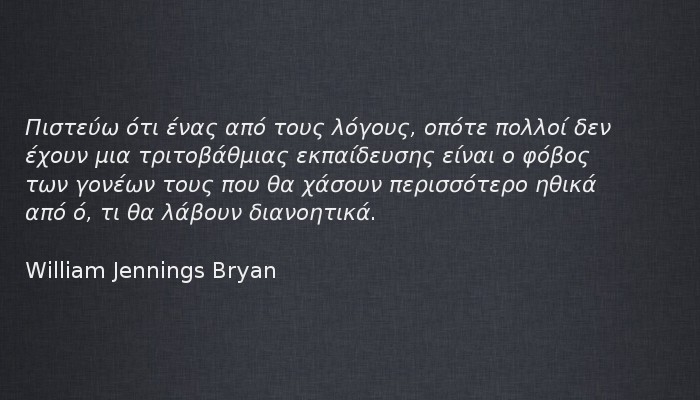 Πιστεύω ότι ένας από τους λόγους, οπότε πολλοί δεν
έχουν μια τριτοβάθμιας εκπαίδευσης είναι ο φόβος
των γονέων τους που θα χάσουν περισσότερο ηθικά
από ό, τι θα λάβουν διανοητικά.
William Jennings Bryan